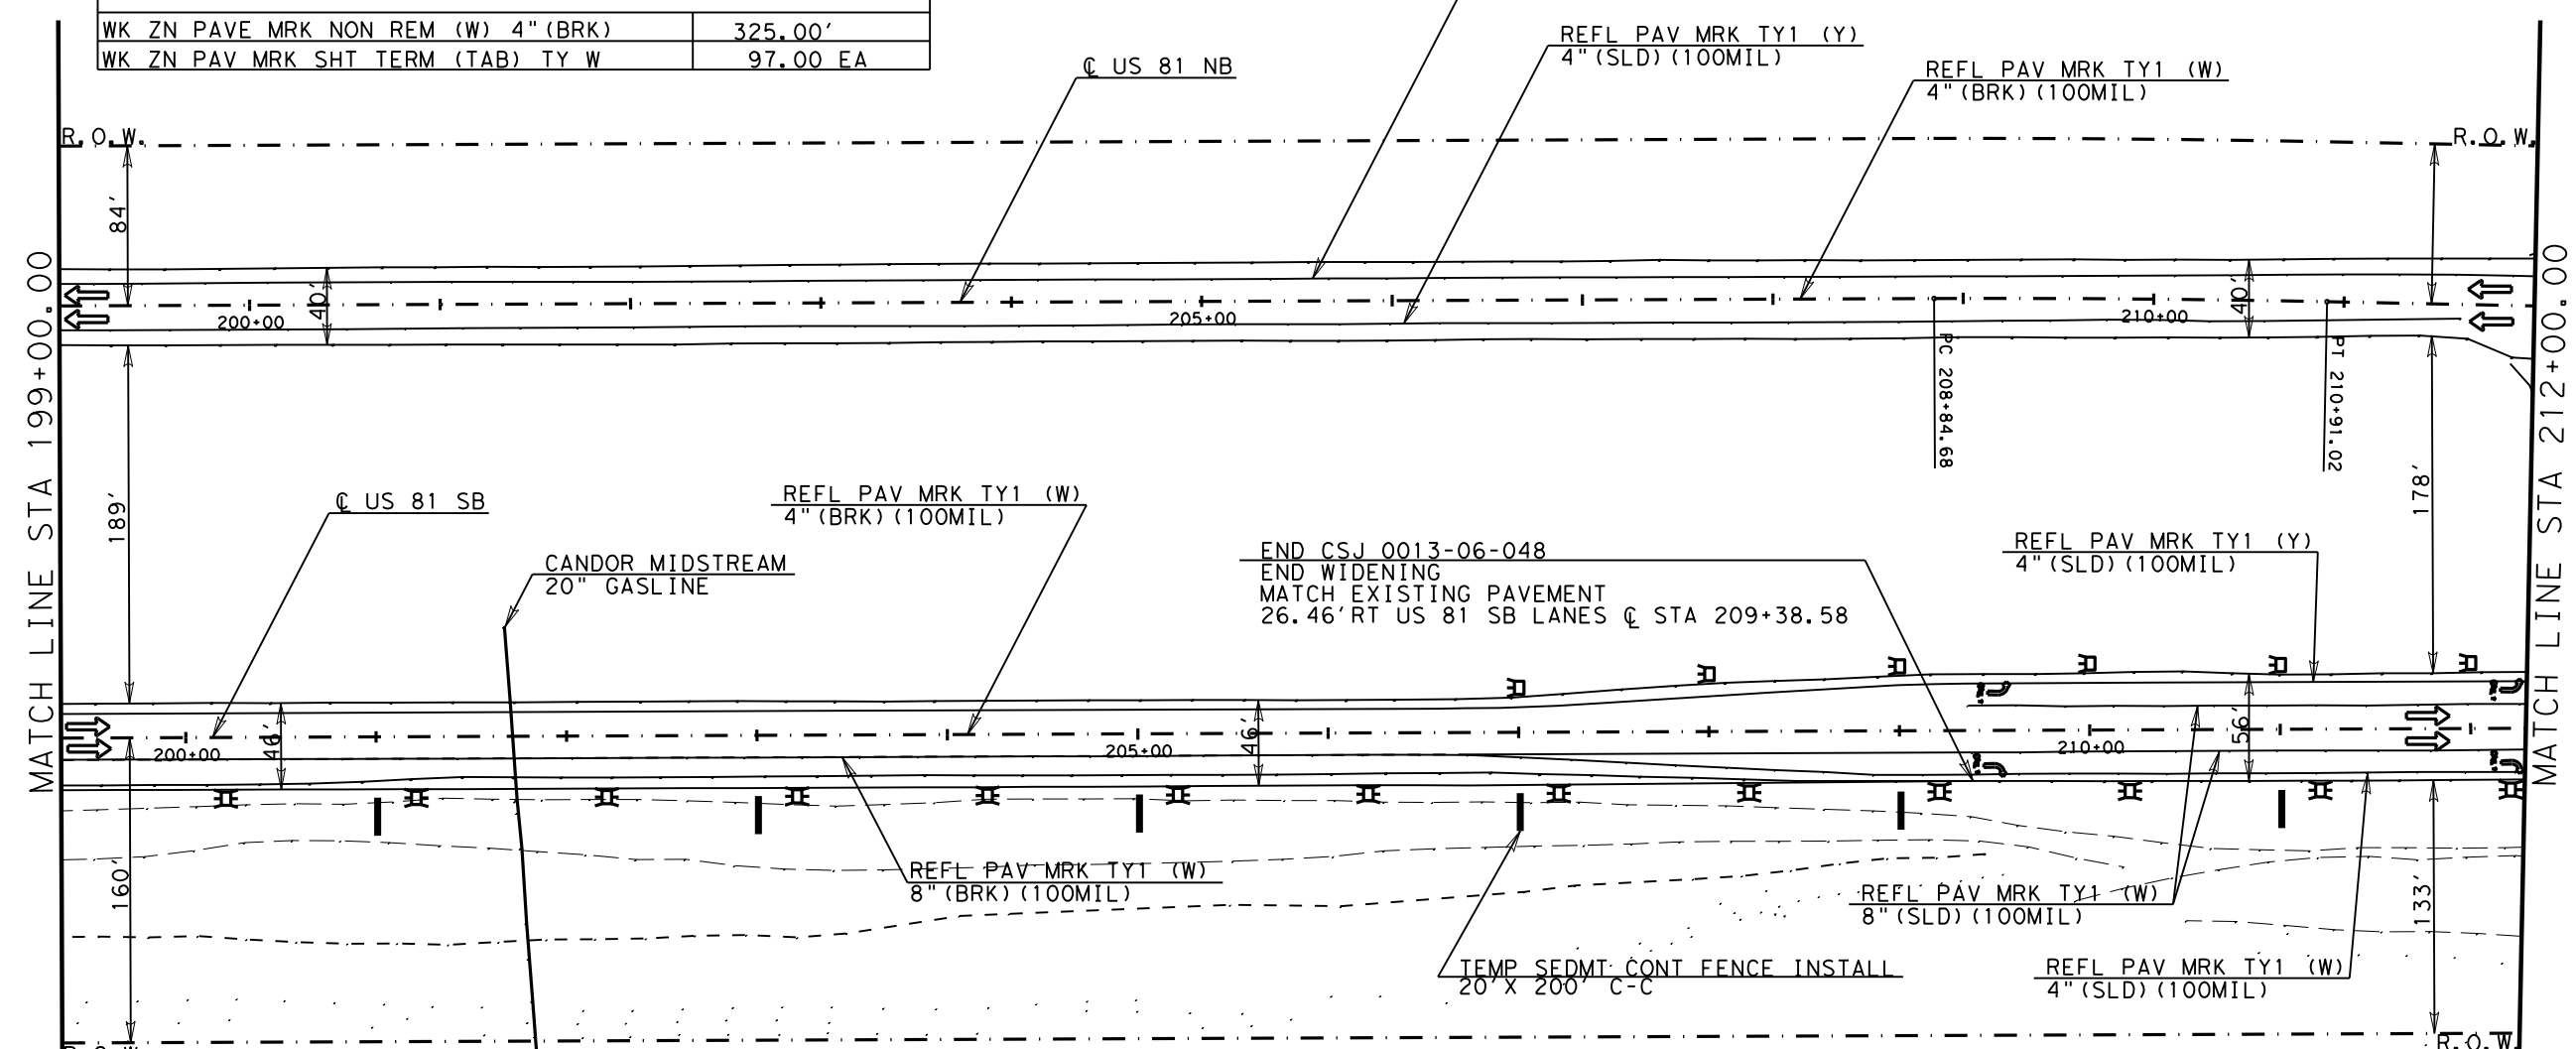 WK ZN PAVE MRK NON REM (W) 4"(BRK) 325.00'
WK ZN PAV MRK SHT TERM (TAB) TY W 97.00 EA
℄ US 81 NB
REFL PAV MRK TY1 (Y)
4"(SLD)(100MIL)
REFL PAV MRK TY1 (W)
4"(BRK)(100MIL)
R.O.W.
R.O.W.
84'
40'
40'
200+00
205+00
210+00
PC 208+84.68
PT 210+91.02
MATCH LINE STA 199+00.00
MATCH LINE STA 212+00.00
189'
178'
℄ US 81 SB
REFL PAV MRK TY1 (W)
4"(BRK)(100MIL)
CANDOR MIDSTREAM
20" GASLINE
END CSJ 0013-06-048
END WIDENING
MATCH EXISTING PAVEMENT
26.46'RT US 81 SB LANES ℄ STA 209+38.58
REFL PAV MRK TY1 (Y)
4"(SLD)(100MIL)
200+00
46'
205+00
46'
210+00
56'
160'
133'
REFL PAV MRK TY1 (W)
8"(BRK)(100MIL)
REFL PAV MRK TY1 (W)
8"(SLD)(100MIL)
TEMP SEDMT CONT FENCE INSTALL
20'X 200' C-C
REFL PAV MRK TY1 (W)
4"(SLD)(100MIL)
R.O.W.
R.O.W.